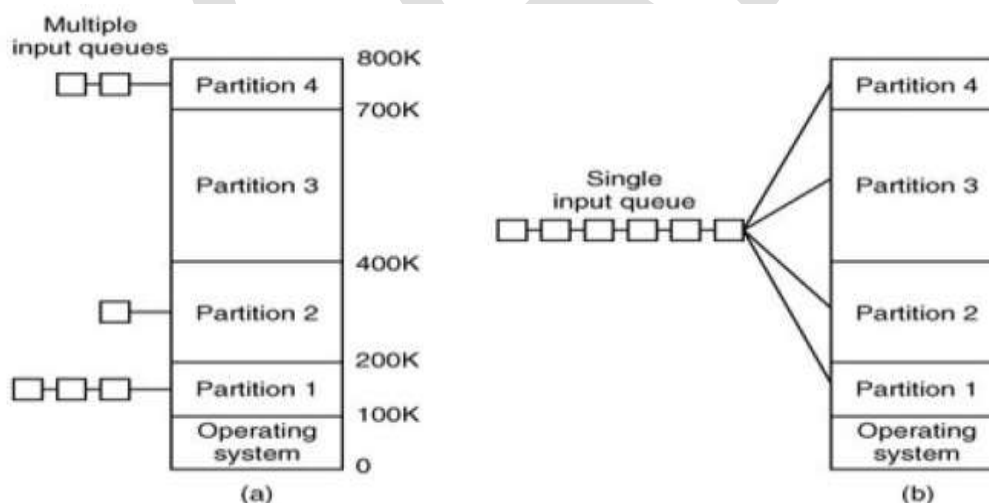 Multiple
input queues
800K
Partition 4
700K
Partition 3
400K
Partition 2
200K
Partition 1
100K
Operating
system
0
(a)
Single
input queue
Partition 4
Partition 3
Partition 2
Partition 1
Operating
system
(b)